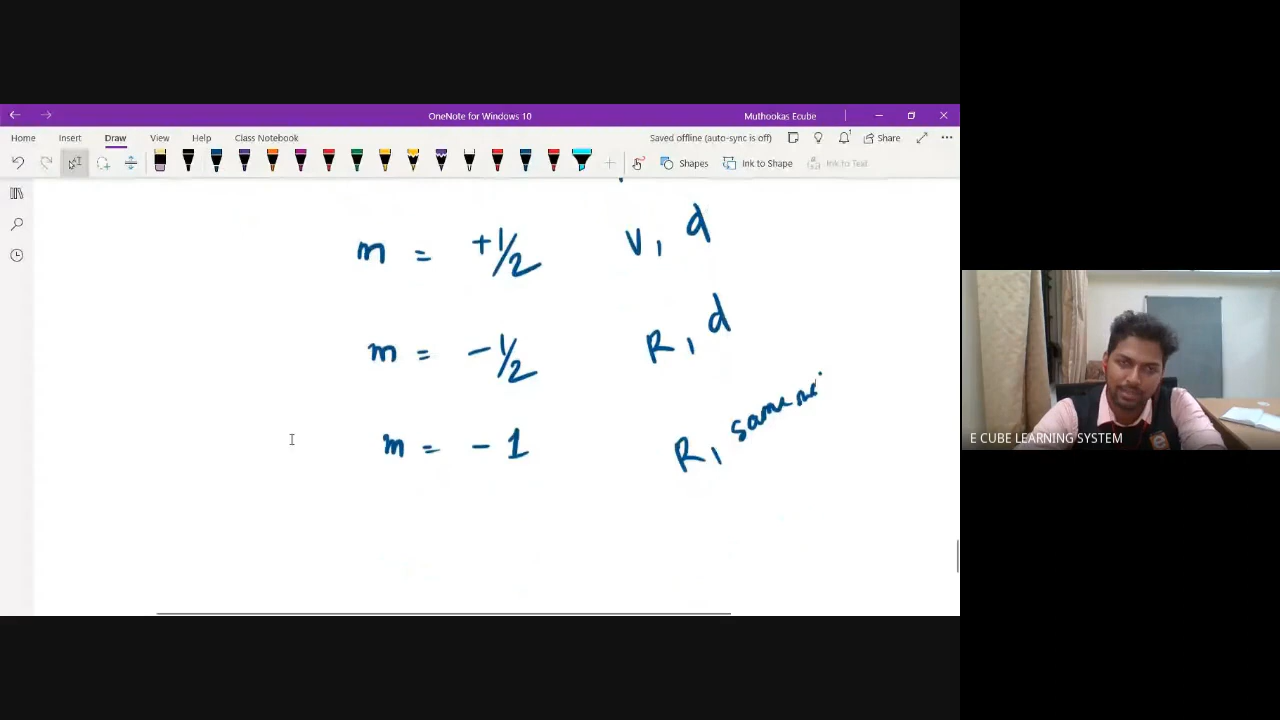 OneNote for Windows 10
Muthookas Ecube
Home Insert Draw View Help Class Notebook
Saved offline (auto-sync is off)
Share
Shapes
Ink to Shape
Ink to Text
m = +1/2 V, d
m = -1/2 R, d
m = - 1 R, same
E CUBE LEARNING SYSTEM